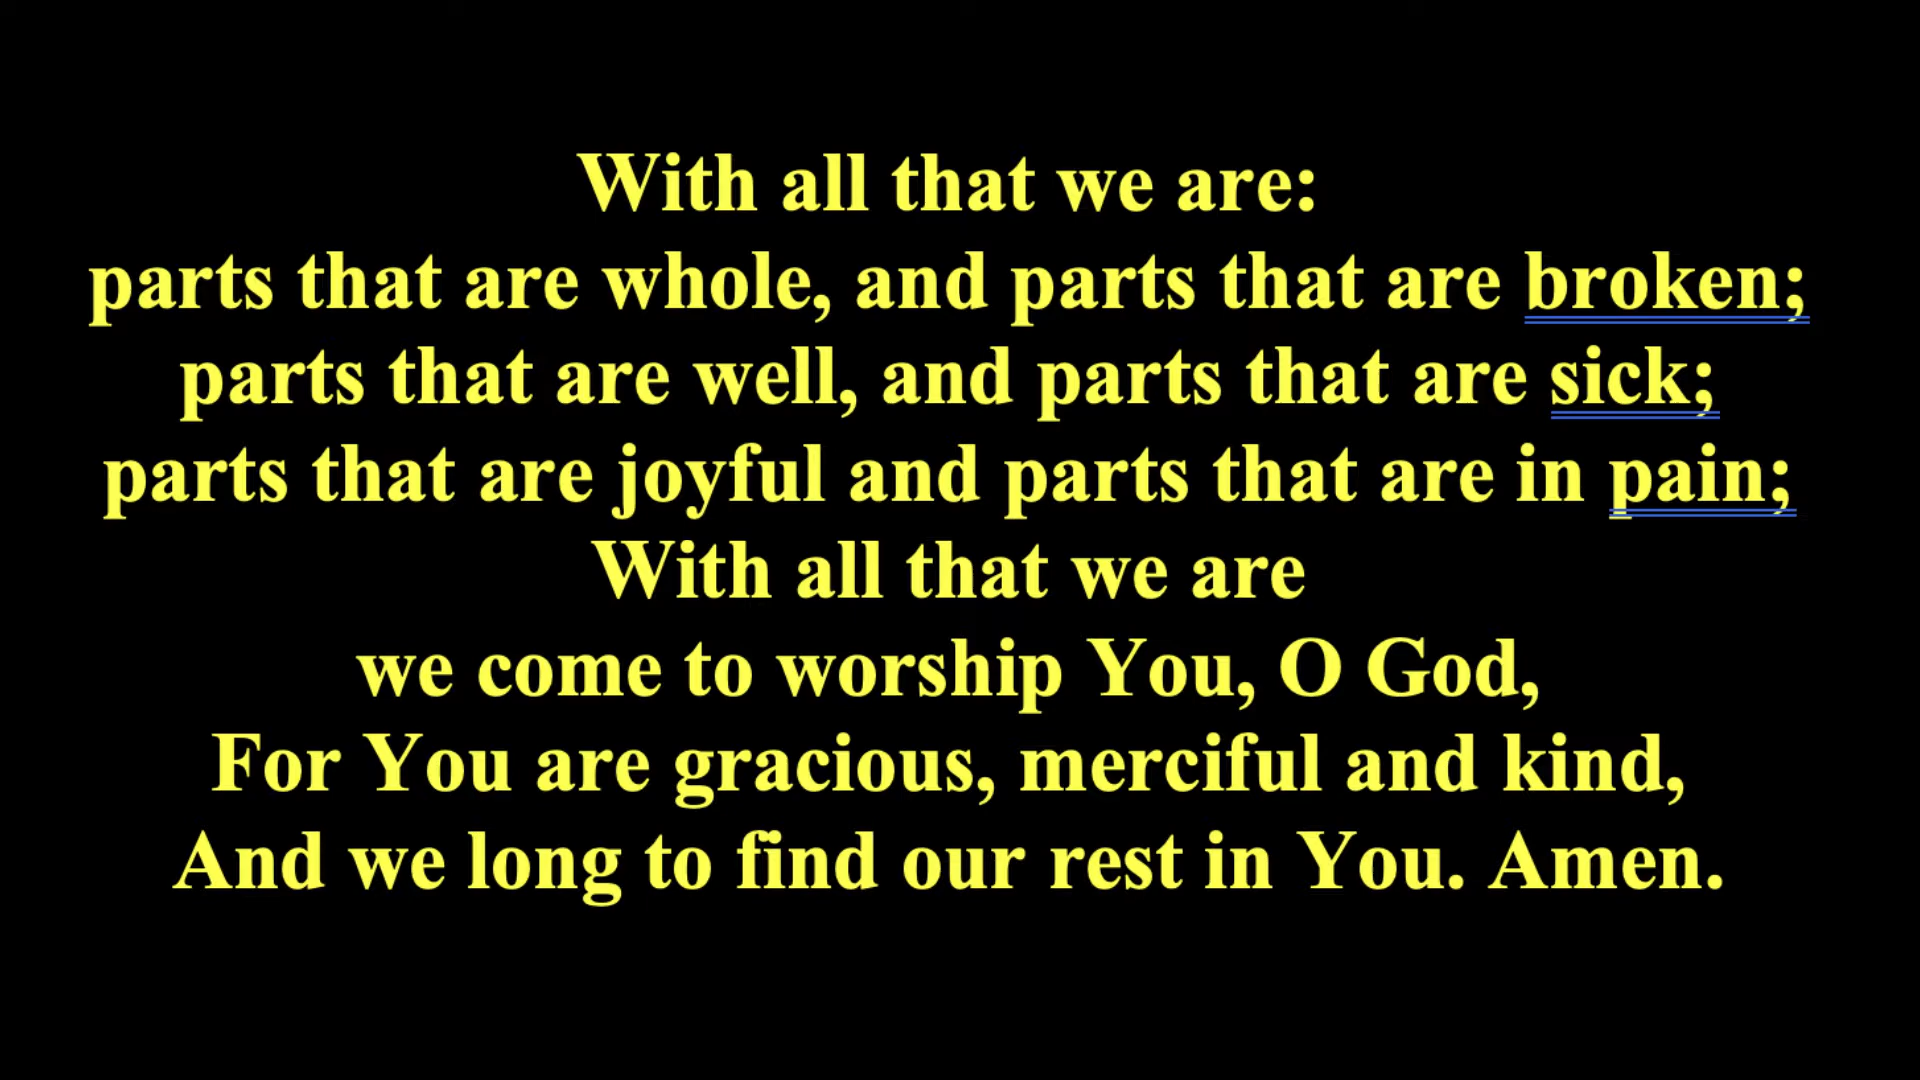 With all that we are:
parts that are whole, and parts that are broken;
parts that are well, and parts that are sick;
parts that are joyful and parts that are in pain;
With all that we are
we come to worship You, O God,
For You are gracious, merciful and kind,
And we long to find our rest in You. Amen.